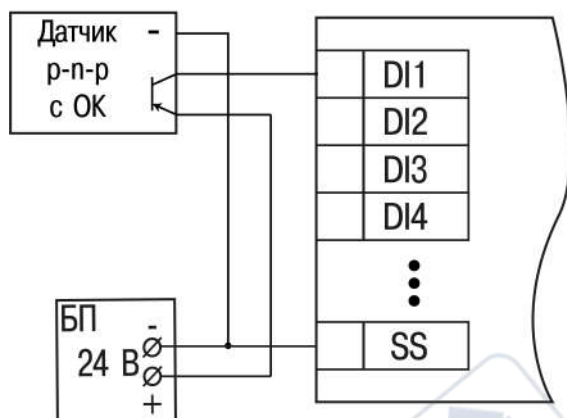 Датчик -
p-n-p
с ОК
DI1
DI2
DI3
DI4
SS
БП -
24 В
+